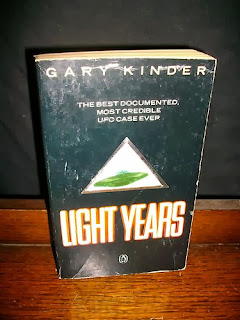 GARY KINDER
THE BEST DOCUMENTED,
MOST CREDIBLE
UFO CASE EVER
LIGHT YEARS